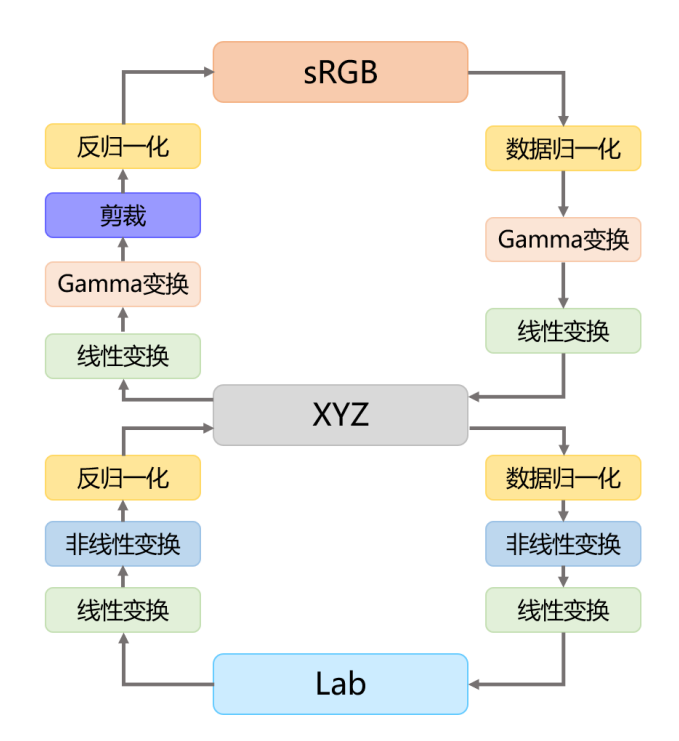 sRGB
反归一化
数据归一化
剪裁
Gamma变换
Gamma变换
线性变换
线性变换
XYZ
反归一化
数据归一化
非线性变换
非线性变换
线性变换
线性变换
Lab